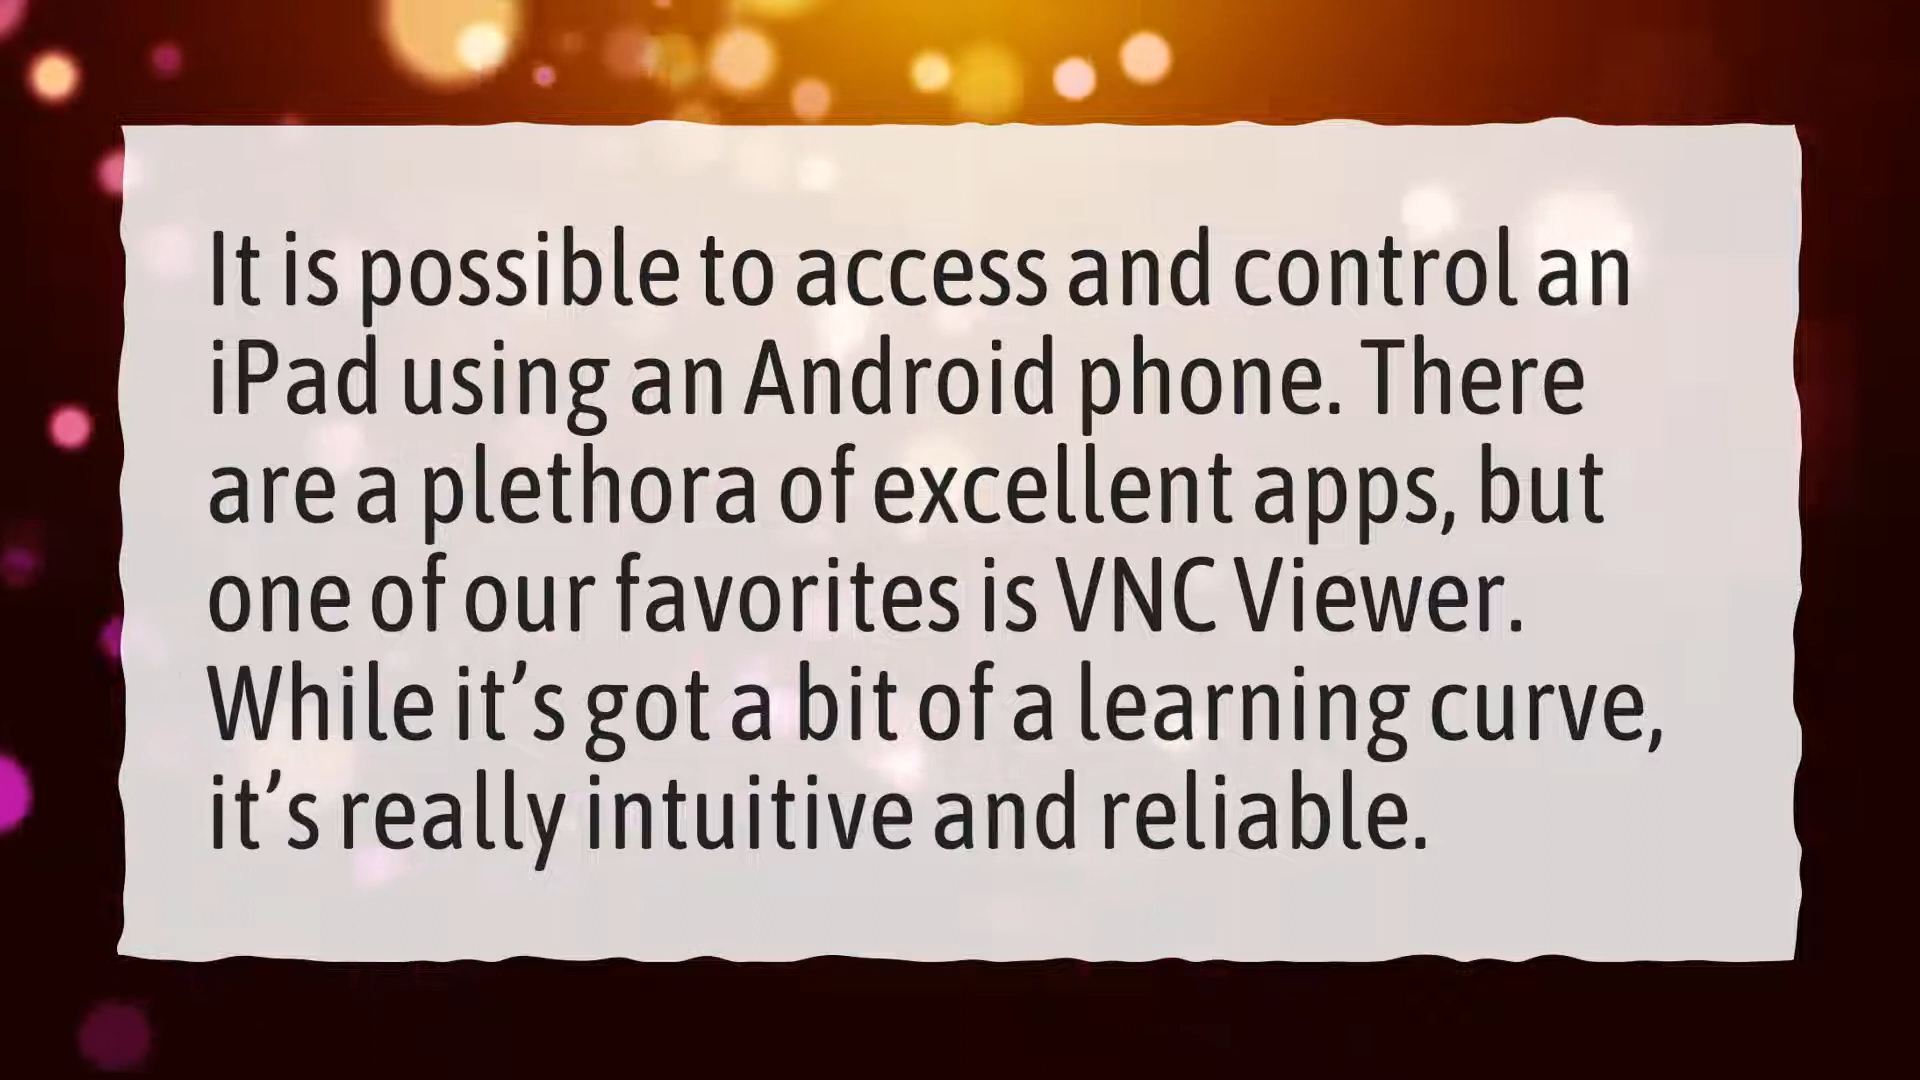 It is possible to access and control an
iPad using an Android phone. There
are a plethora of excellent apps, but
one of our favorites is VNC Viewer.
While it’s got a bit of a learning curve,
it’s really intuitive and reliable.